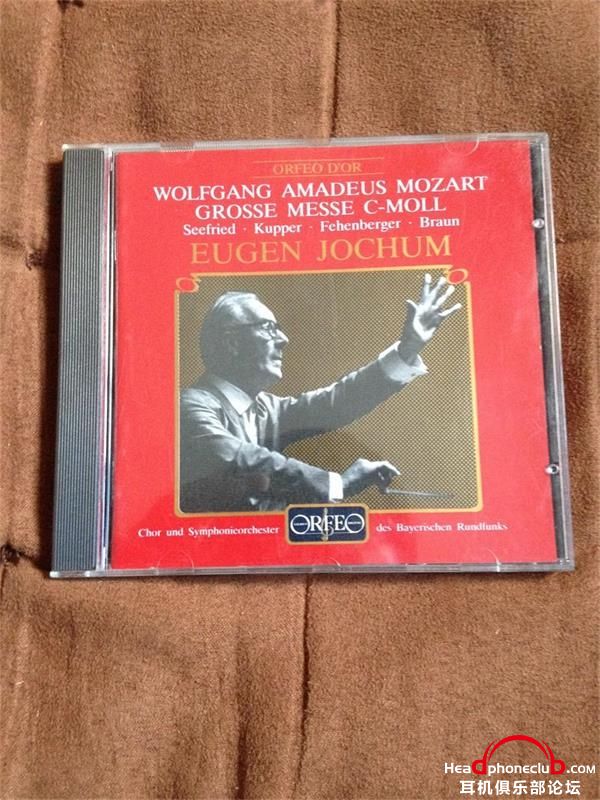 ORFEO D'OR
WOLFGANG AMADEUS MOZART
GROSSE MESSE C-MOLL
Seefried · Kupper · Fehenberger · Braun
EUGEN JOCHUM
Chor und Symphonieorchester ORFEO des Bayerischen Rundfunks
HeadphonecluB.com
耳机俱乐部论坛